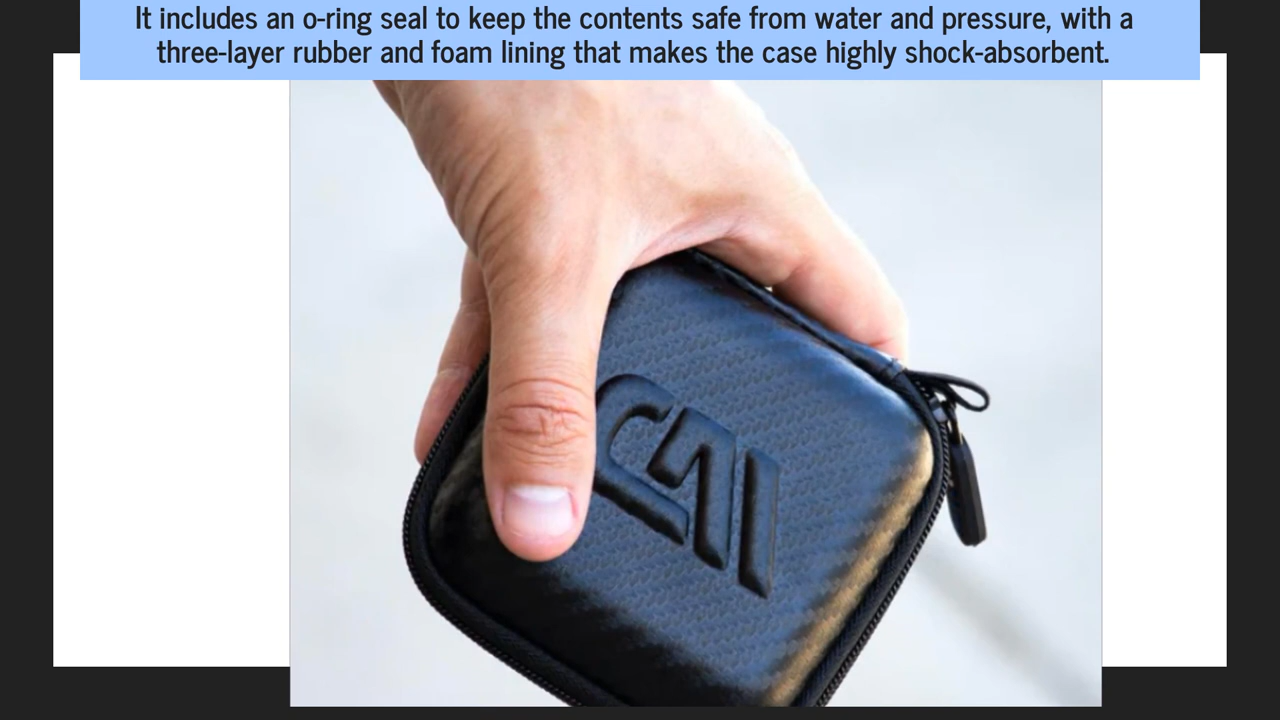 It includes an o-ring seal to keep the contents safe from water and pressure, with a
three-layer rubber and foam lining that makes the case highly shock-absorbent.